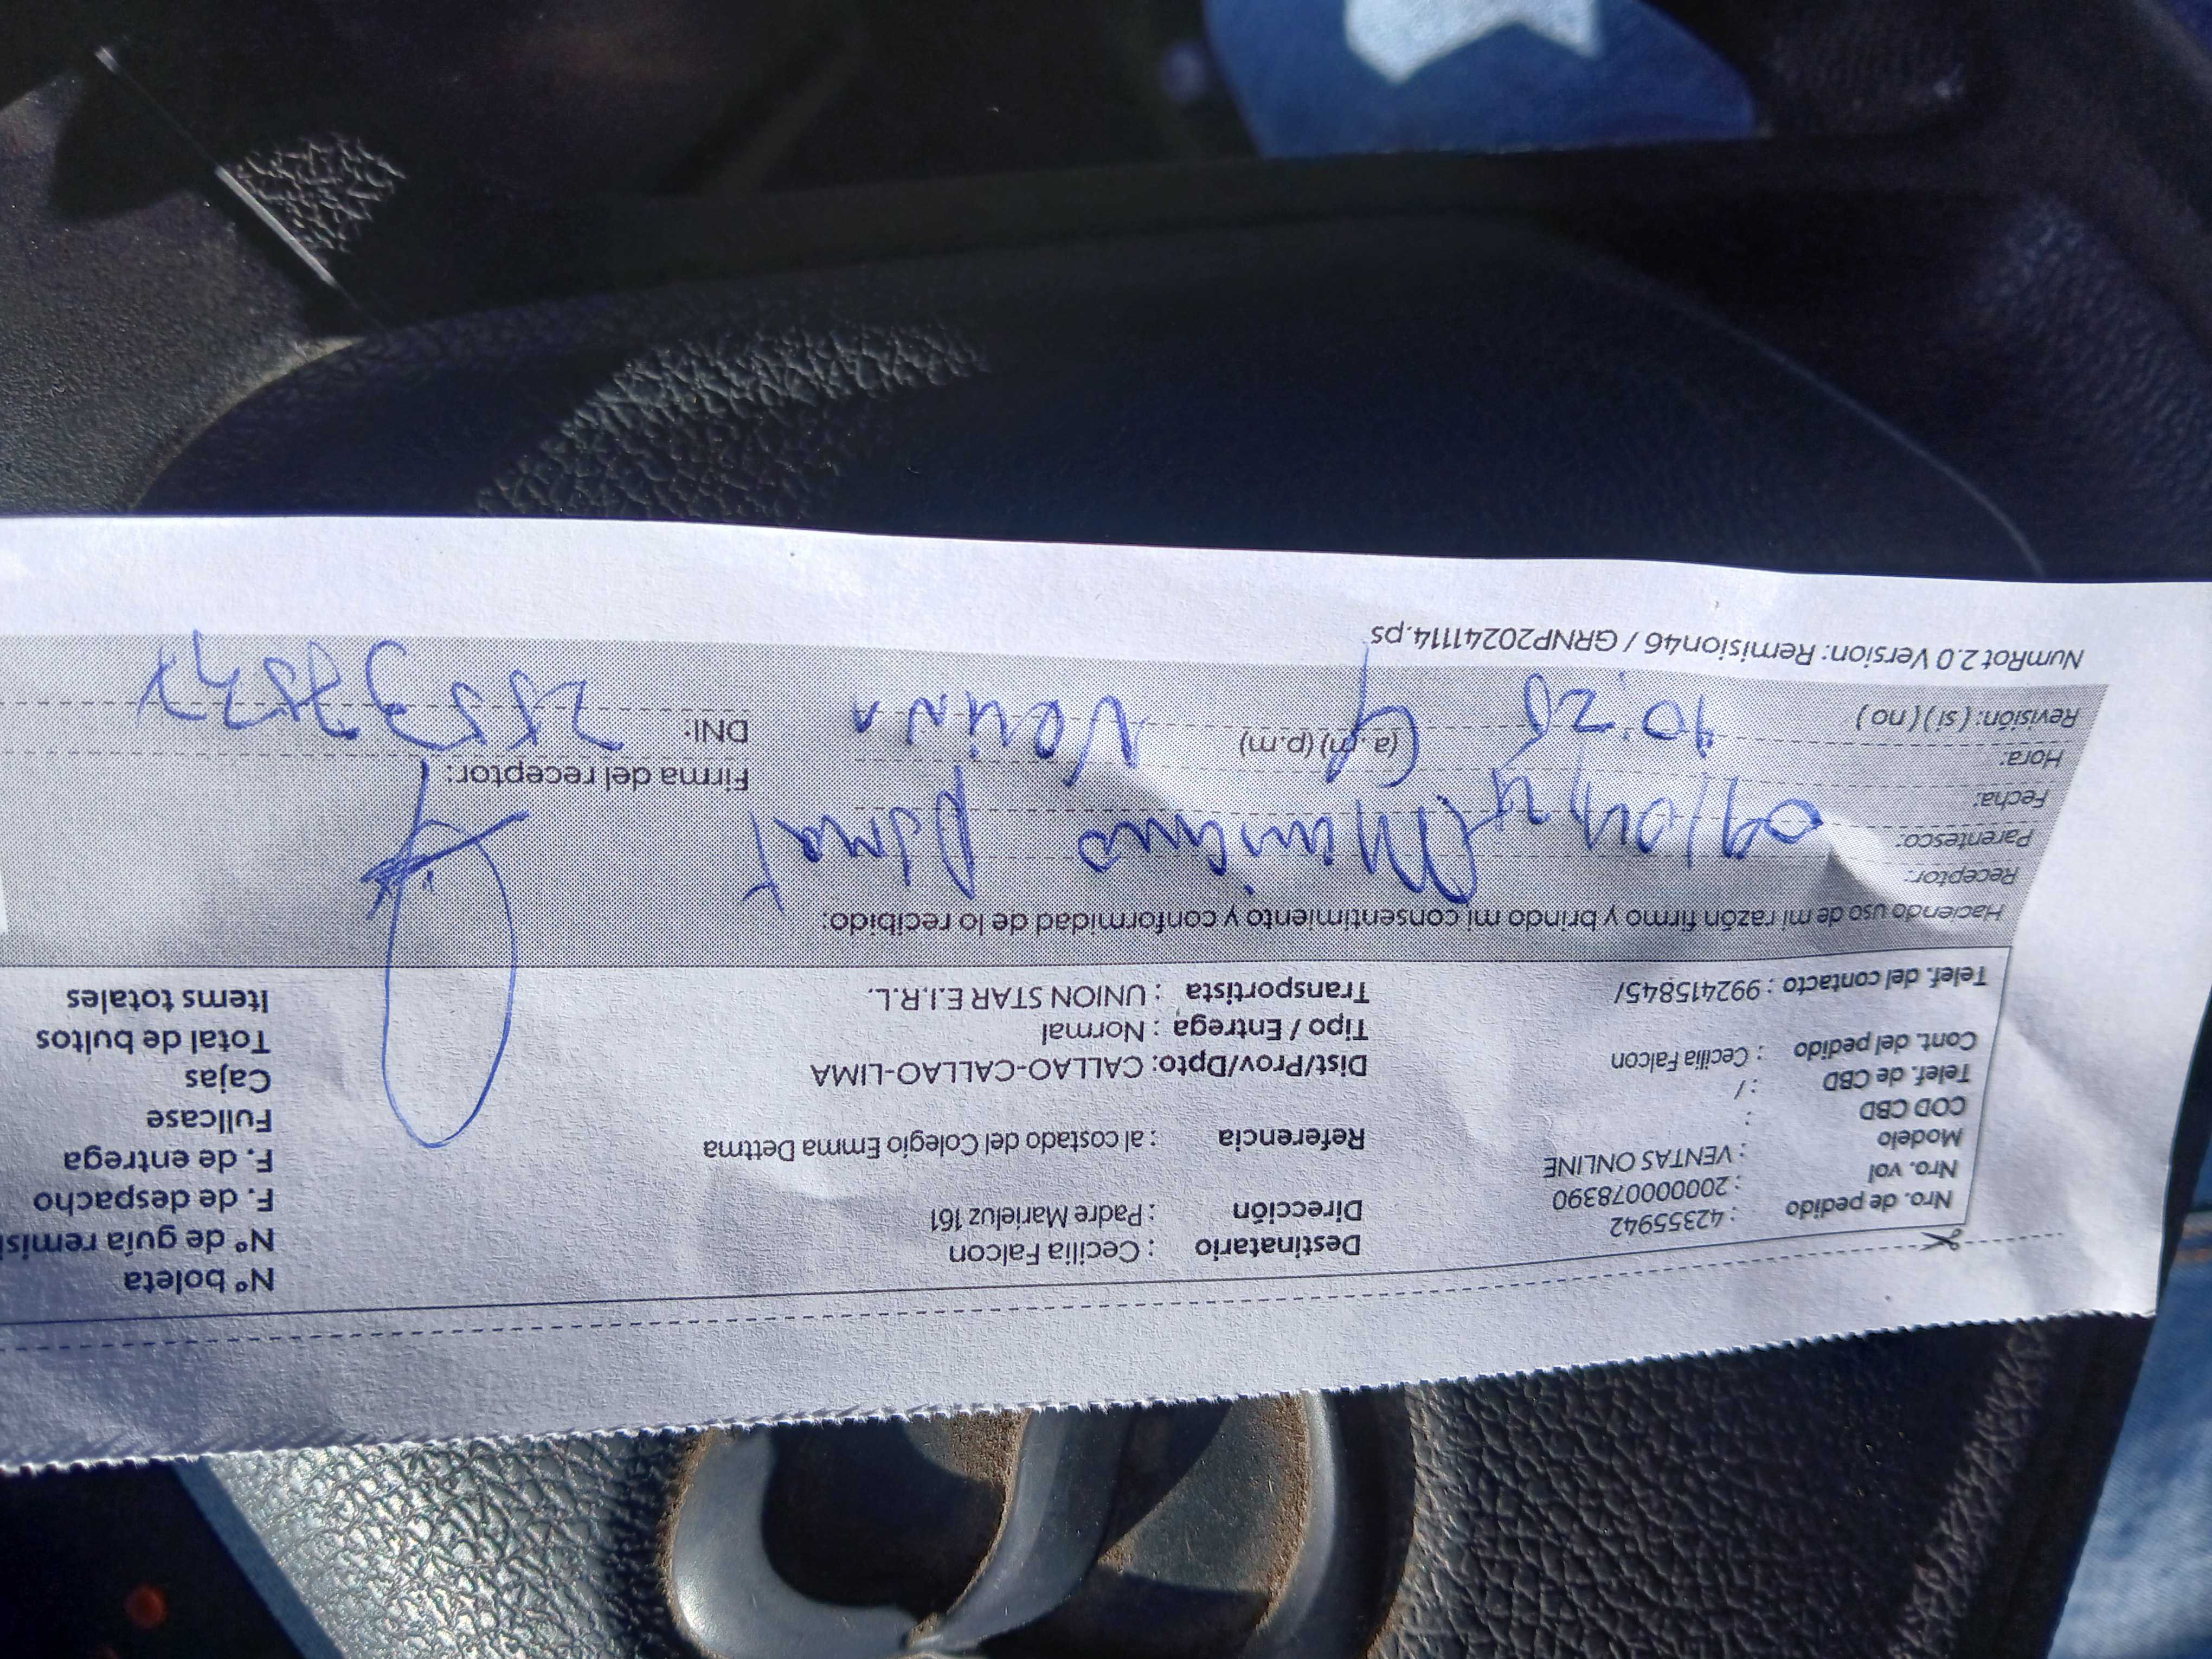 Nº boleta
Destinatario : Cecilia Falcon
Nº de guía remisi
Nro. de pedido : 42355942
Dirección : Padre Marieluz 161
F. de despacho
Nro. vol : 20000078390
F. de entrega
Modelo : VENTAS ONLINE
Referencia : al costado del Colegio Emma Dettma
Fullcase
COD CBD :
Cajas
Telef. de CBD : /
Dist/Prov/Dpto: CALLAO-CALLAO-LIMA
Total de bultos
Cont. del pedido : Cecilia Falcon
Tipo / Entrega : Normal
Items totales
Telef. del contacto : 992415845/
Transportista : UNION STAR E.I.R.L.
Haciendo uso de mi razón firmo y brindo mi consentimiento y conformidad de lo recibido:
Receptor:
Parentesco:
Fecha:
Firma del receptor:
Hora: 10:25 (a.m) (p.m)
DNI:
Revisión: ( si ) ( no )
NumRot 2.0 Version: Remision46 / GRNP20241114.ps